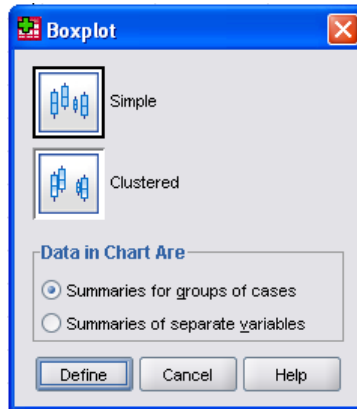 Boxplot
Simple
Clustered
Data in Chart Are
Summaries for groups of cases
Summaries of separate variables
Define Cancel Help